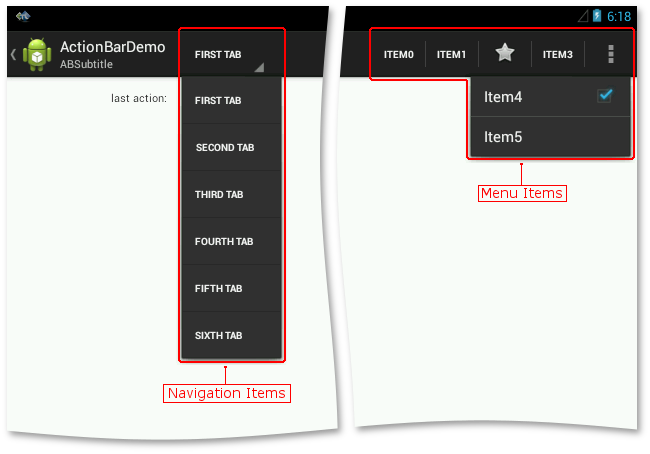 6:18
ActionBarDemo
ABSubtitle
FIRST TAB
ITEM0
ITEM1
ITEM3
last action:
FIRST TAB
SECOND TAB
THIRD TAB
FOURTH TAB
FIFTH TAB
SIXTH TAB
Navigation Items
Item4
Item5
Menu Items